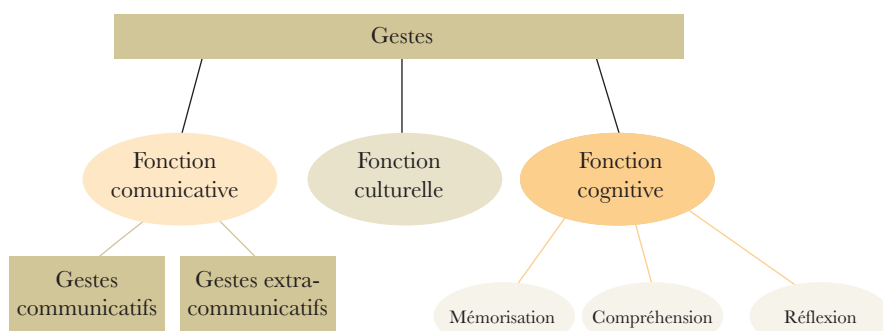 Gestes
Fonction
comunicative
Fonction
culturelle
Fonction
cognitive
Gestes
communicatifs
Gestes extra-
communicatifs
Mémorisation
Compréhension
Réflexion